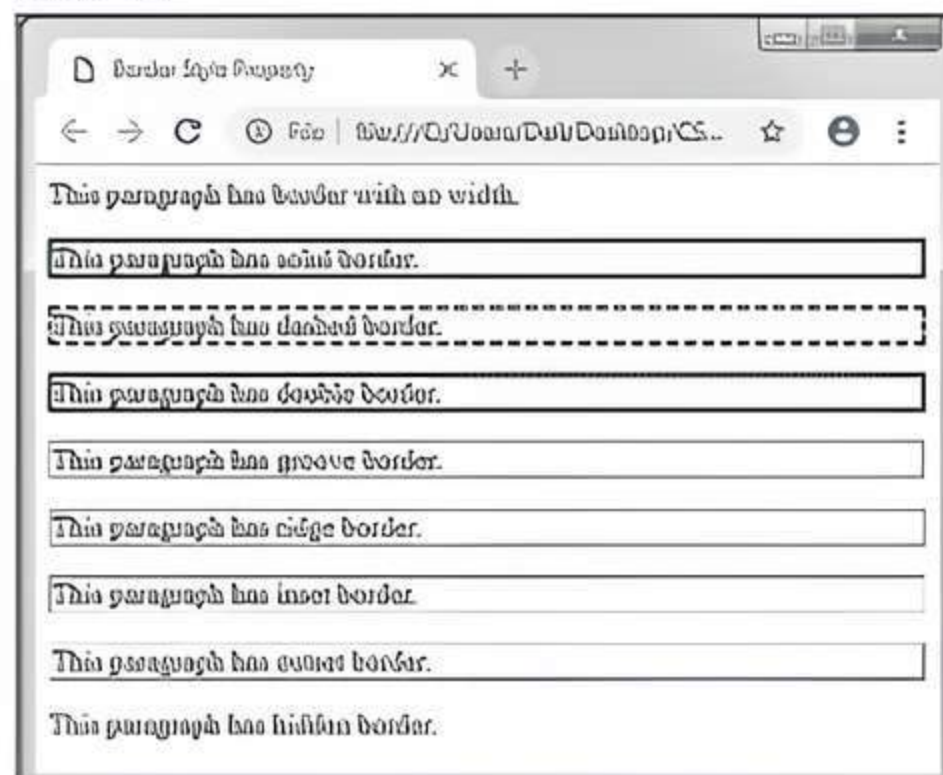 Border Style Property
File
This paragraph has border with no width.
This paragraph has solid border.
This paragraph has dashed border.
This paragraph has double border.
This paragraph has groove border.
This paragraph has ridge border.
This paragraph has inset border.
This paragraph has outset border.
This paragraph has hidden border.